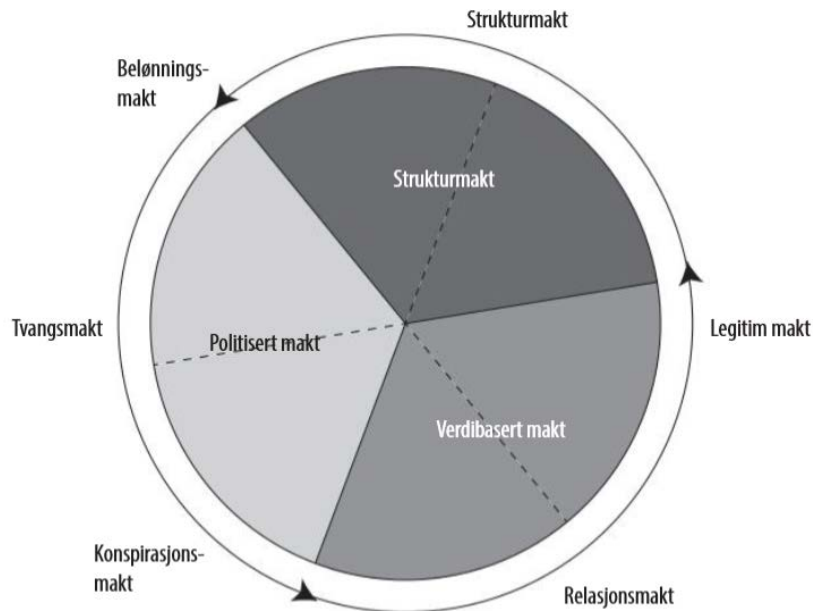 Strukturmakt
Belønnings-
makt
Strukturmakt
Tvangsmakt
Politisert makt
Legitim makt
Verdibasert makt
Konspirasjons-
makt
Relasjonsmakt